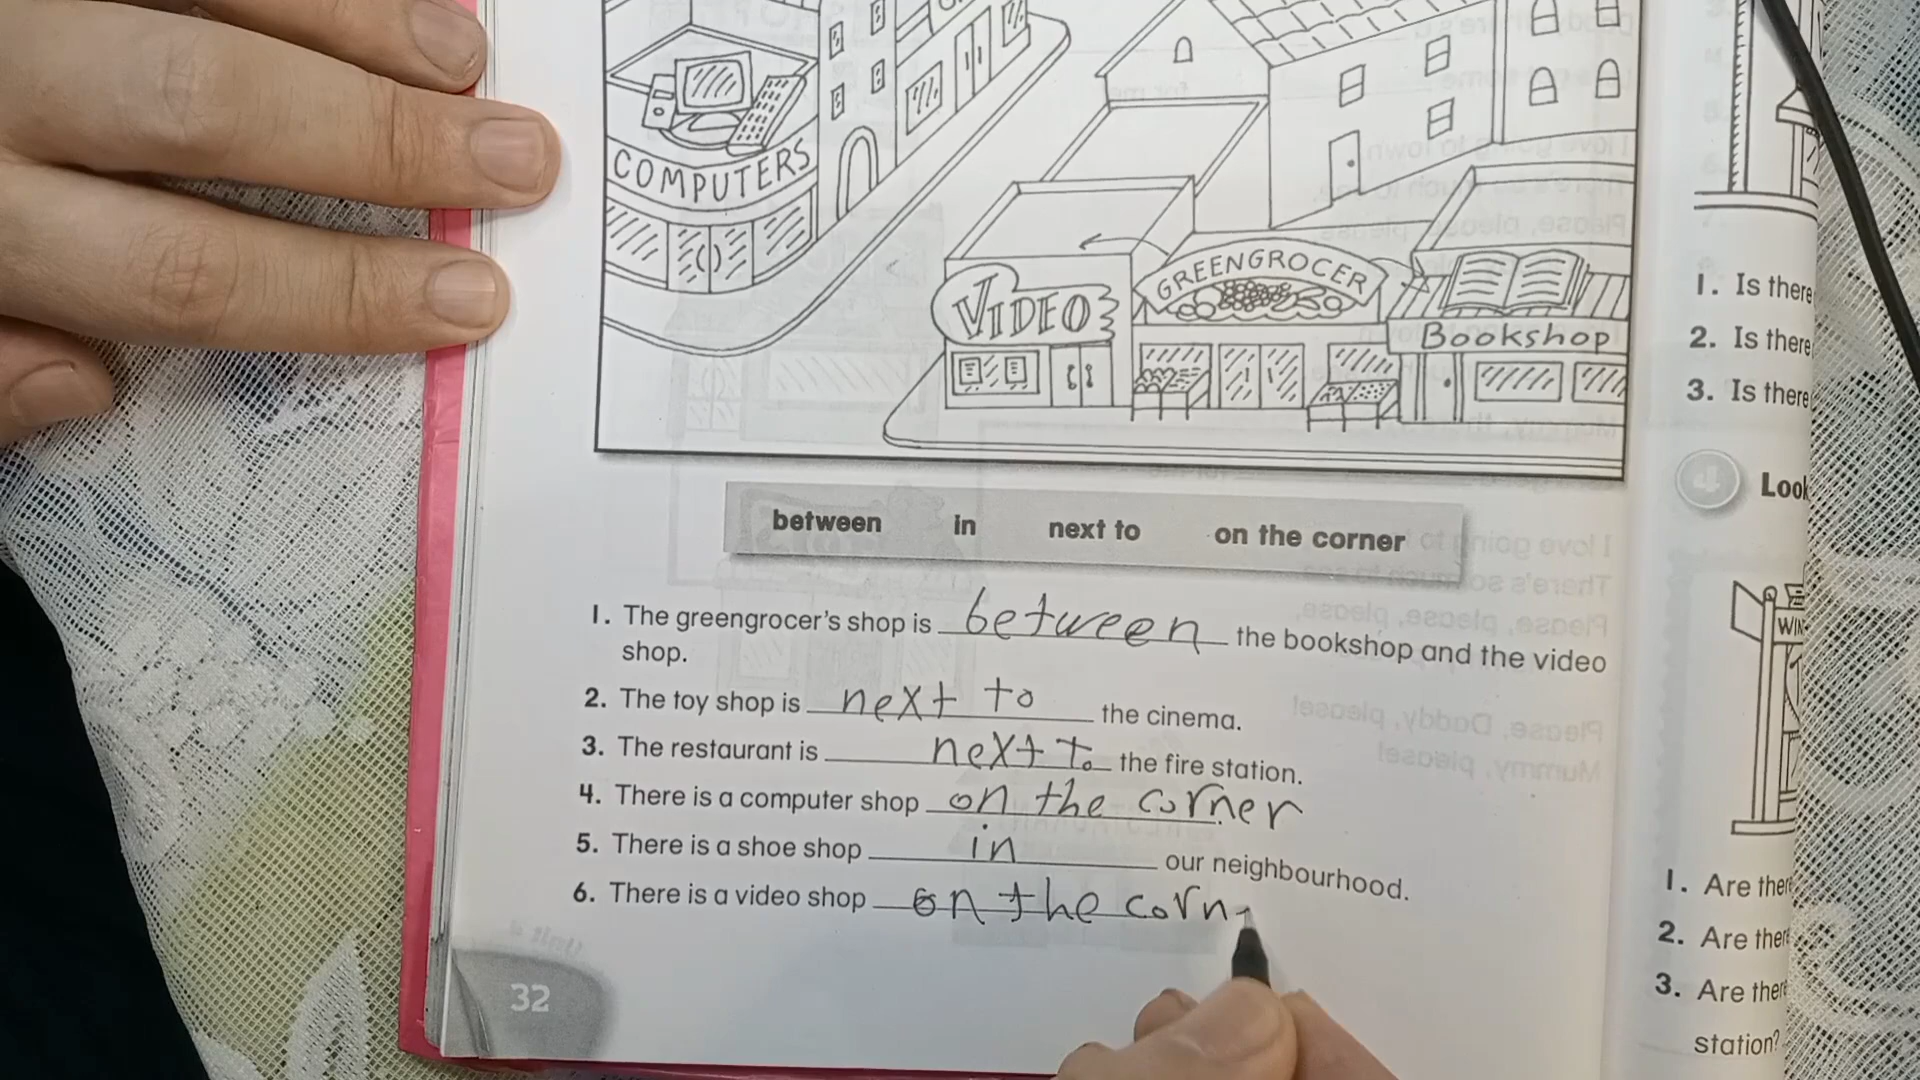 COMPUTERS
VIDEO
GREENGROCER
Bookshop
between in next to on the corner
1. The greengrocer's shop is between the bookshop and the video
shop.
2. The toy shop is next to the cinema.
3. The restaurant is next to the fire station.
4. There is a computer shop on the corner
5. There is a shoe shop in our neighbourhood.
6. There is a video shop on the corn
32
1. Is there
2. Is there
3. Is there
4 Look
WIN
1. Are there
2. Are there
3. Are there
station?